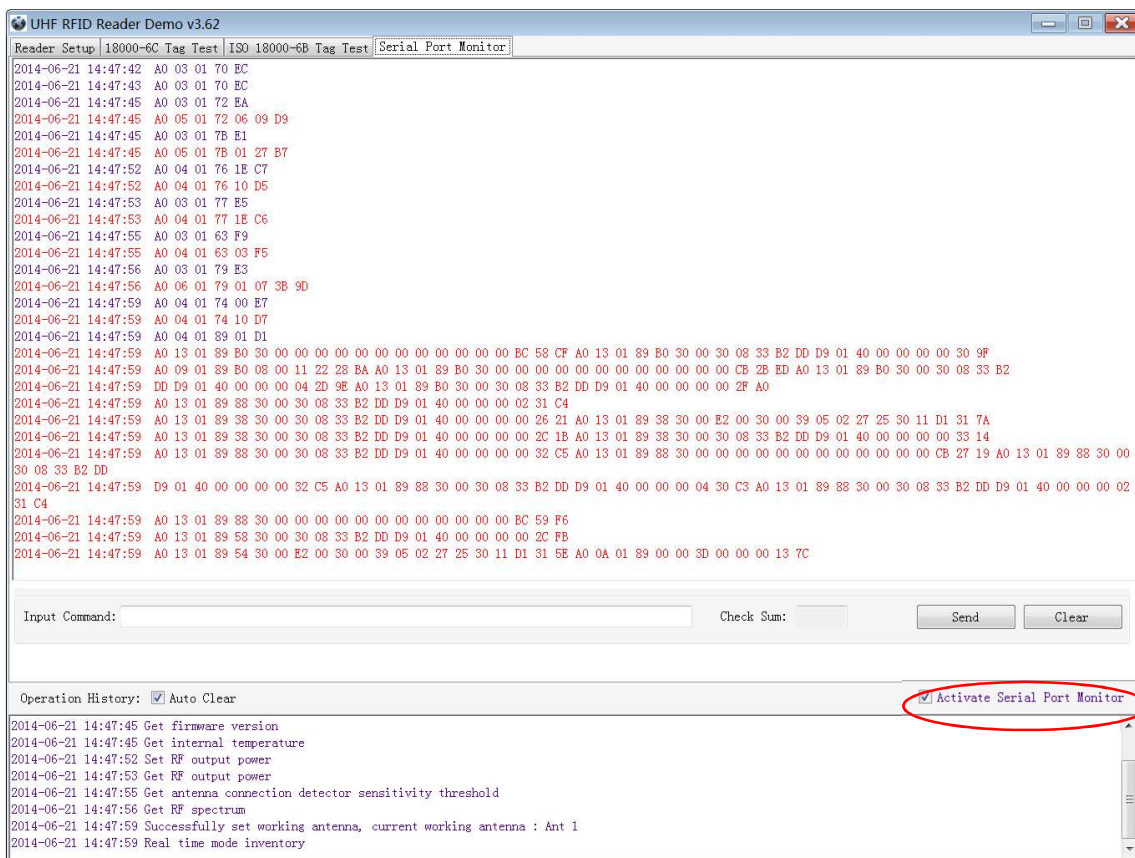 UHF RFID Reader Demo v3.62
Reader Setup 18000-6C Tag Test ISO 18000-6B Tag Test Serial Port Monitor
2014-06-21 14:47:42 A0 03 01 70 EC
2014-06-21 14:47:43 A0 03 01 70 EC
2014-06-21 14:47:45 A0 03 01 72 EA
2014-06-21 14:47:45 A0 05 01 72 06 09 D9
2014-06-21 14:47:45 A0 03 01 7B E1
2014-06-21 14:47:45 A0 05 01 7B 01 27 B7
2014-06-21 14:47:52 A0 04 01 76 1E C7
2014-06-21 14:47:52 A0 04 01 76 10 D5
2014-06-21 14:47:53 A0 03 01 77 E5
2014-06-21 14:47:53 A0 04 01 77 1E C6
2014-06-21 14:47:55 A0 03 01 63 F9
2014-06-21 14:47:55 A0 04 01 63 03 F5
2014-06-21 14:47:56 A0 03 01 79 E3
2014-06-21 14:47:56 A0 06 01 79 01 07 3B 9D
2014-06-21 14:47:59 A0 04 01 74 00 E7
2014-06-21 14:47:59 A0 04 01 74 10 D7
2014-06-21 14:47:59 A0 04 01 89 01 D1
2014-06-21 14:47:59 A0 13 01 89 B0 30 00 00 00 00 00 00 00 00 00 00 00 00 BC 58 CF A0 13 01 89 B0 30 00 30 08 33 B2 DD D9 01 40 00 00 00 00 30 9F
2014-06-21 14:47:59 A0 09 01 89 B0 08 00 11 22 28 BA A0 13 01 89 B0 30 00 00 00 00 00 00 00 00 00 00 00 00 CB 2B ED A0 13 01 89 B0 30 00 30 08 33 B2
2014-06-21 14:47:59 DD D9 01 40 00 00 00 04 2D 9E A0 13 01 89 B0 30 00 30 08 33 B2 DD D9 01 40 00 00 00 00 2F A0
2014-06-21 14:47:59 A0 13 01 89 88 30 00 30 08 33 B2 DD D9 01 40 00 00 00 02 31 C4
2014-06-21 14:47:59 A0 13 01 89 38 30 00 30 08 33 B2 DD D9 01 40 00 00 00 00 26 21 A0 13 01 89 38 30 00 E2 00 30 00 39 05 02 27 25 30 11 D1 31 7A
2014-06-21 14:47:59 A0 13 01 89 38 30 00 30 08 33 B2 DD D9 01 40 00 00 00 00 2C 1B A0 13 01 89 38 30 00 30 08 33 B2 DD D9 01 40 00 00 00 00 33 14
2014-06-21 14:47:59 A0 13 01 89 88 30 00 30 08 33 B2 DD D9 01 40 00 00 00 00 32 C5 A0 13 01 89 88 30 00 00 00 00 00 00 00 00 00 00 00 00 CB 27 19 A0 13 01 89 88 30 00
30 08 33 B2 DD
2014-06-21 14:47:59 D9 01 40 00 00 00 00 32 C5 A0 13 01 89 88 30 00 30 08 33 B2 DD D9 01 40 00 00 00 04 30 C3 A0 13 01 89 88 30 00 30 08 33 B2 DD D9 01 40 00 00 00 02
31 C4
2014-06-21 14:47:59 A0 13 01 89 88 30 00 00 00 00 00 00 00 00 00 00 00 00 BC 59 F6
2014-06-21 14:47:59 A0 13 01 89 58 30 00 30 08 33 B2 DD D9 01 40 00 00 00 00 2C FB
2014-06-21 14:47:59 A0 13 01 89 54 30 00 E2 00 30 00 39 05 02 27 25 30 11 D1 31 5E A0 0A 01 89 00 00 3D 00 00 00 13 7C
Input Command: Check Sum: Send Clear
Operation History: Auto Clear Activate Serial Port Monitor
2014-06-21 14:47:45 Get firmware version
2014-06-21 14:47:45 Get internal temperature
2014-06-21 14:47:52 Set RF output power
2014-06-21 14:47:53 Get RF output power
2014-06-21 14:47:55 Get antenna connection detector sensitivity threshold
2014-06-21 14:47:56 Get RF spectrum
2014-06-21 14:47:59 Successfully set working antenna, current working antenna : Ant 1
2014-06-21 14:47:59 Real time mode inventory